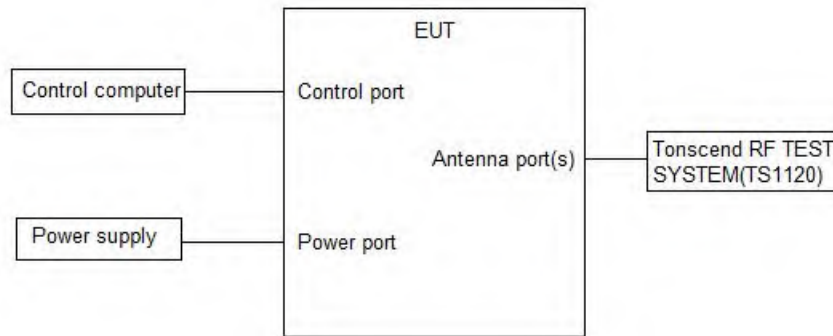 EUT
Control computer
Control port
Antenna port(s)
Tonscend RF TEST
SYSTEM(TS1120)
Power supply
Power port